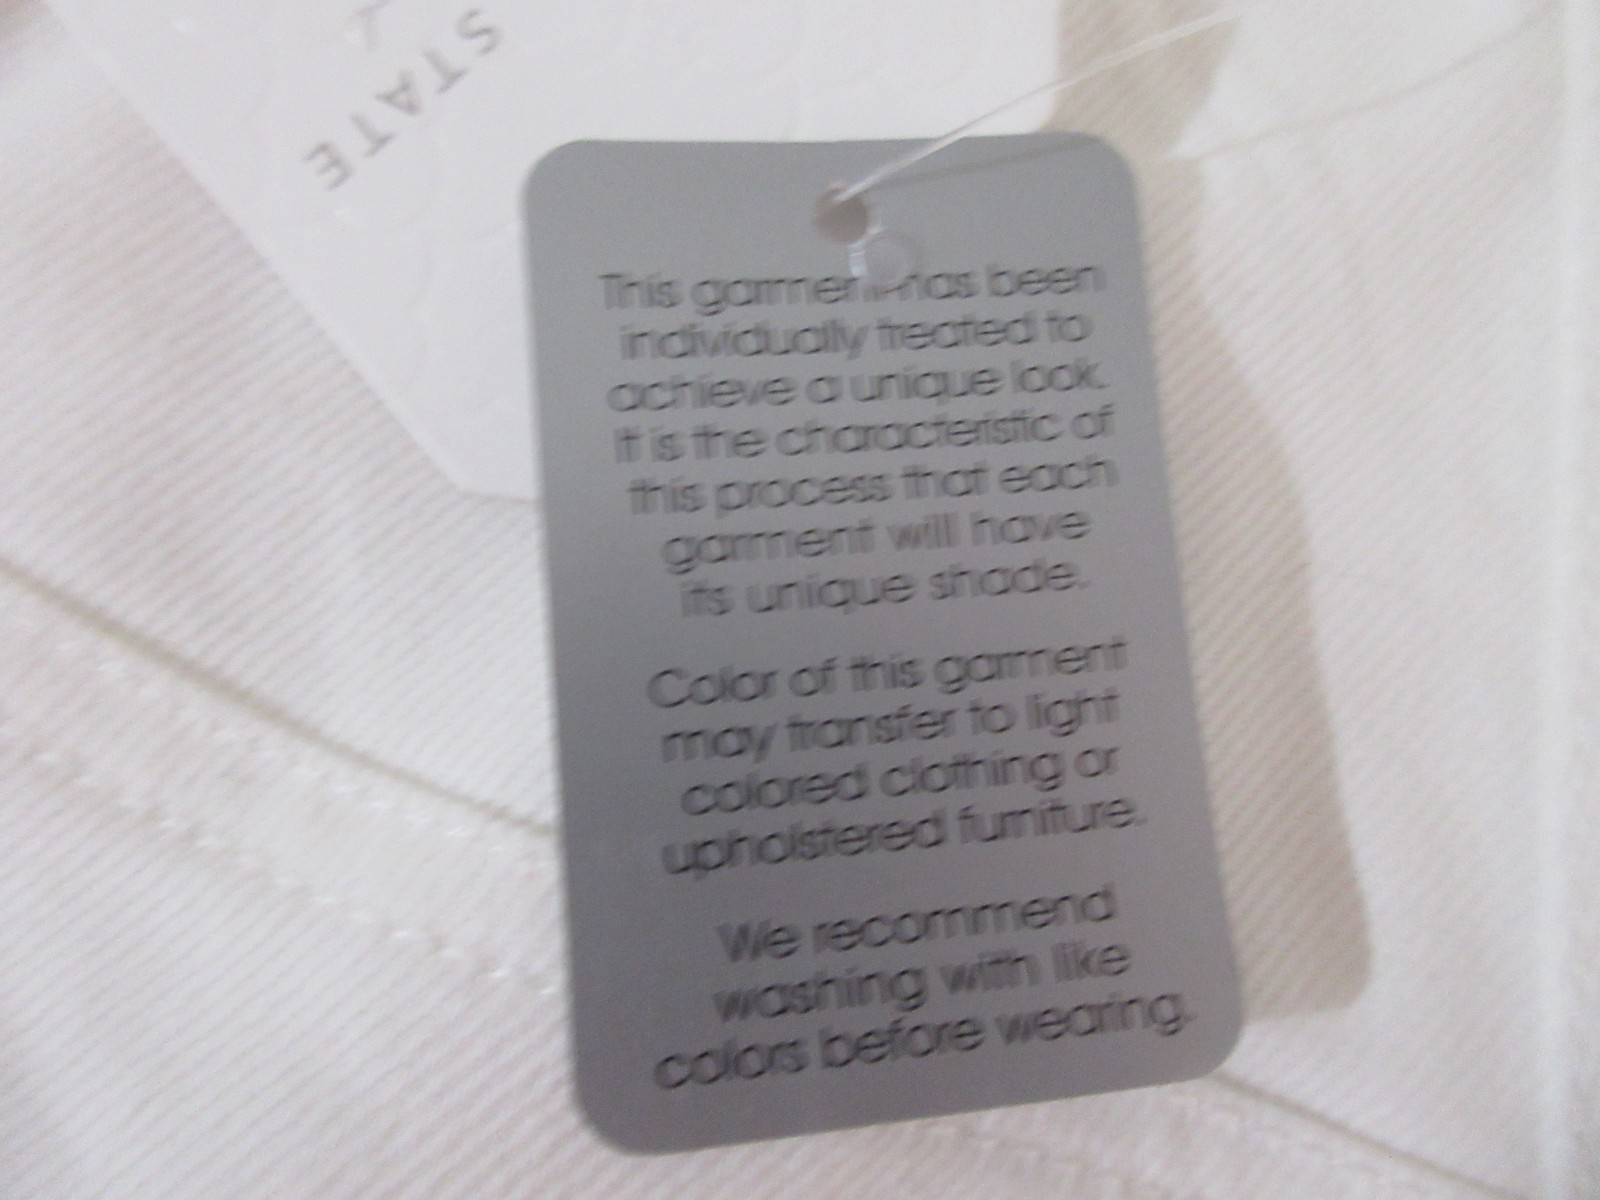 STATE
This garment has been
individually treated to
achieve a unique look.
It is the characteristic of
this process that each
garment will have
its unique shade.
Color of this garment
may transfer to light
colored clothing or
upholstered furniture.
We recommend
washing with like
colors before wearing.